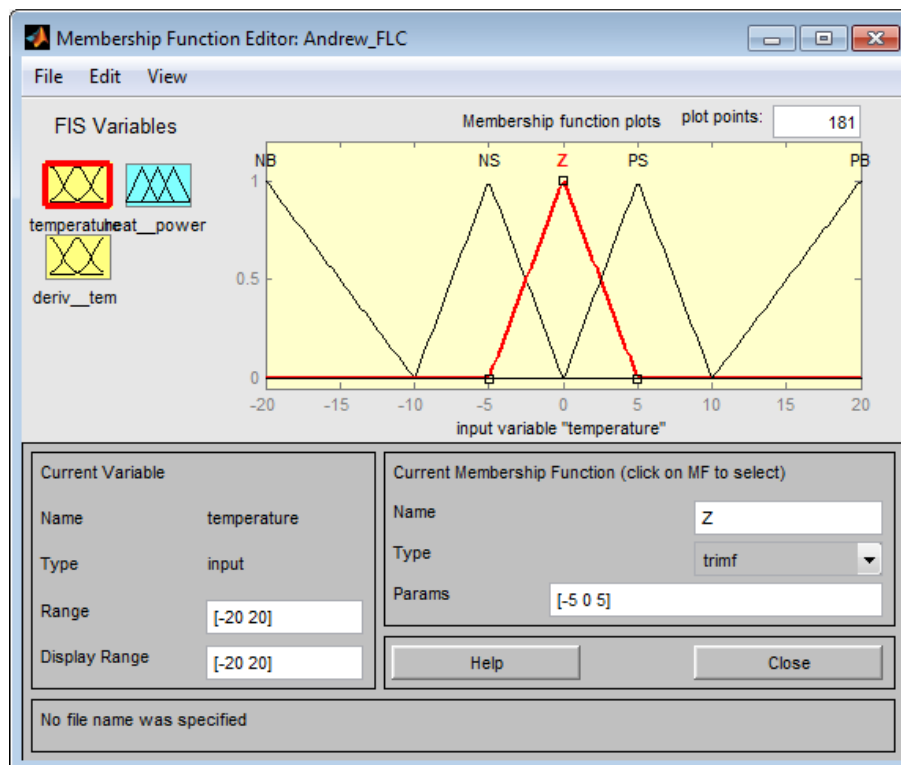 Membership Function Editor: Andrew_FLC
File Edit View
FIS Variables
Membership function plots plot points: 181
temperature heat__power
deriv__tem
NB NS Z PS PB
1
0.5
0
-20 -15 -10 -5 0 5 10 15 20
input variable "temperature"
Current Variable
Name temperature
Type input
Range [-20 20]
Display Range [-20 20]
Current Membership Function (click on MF to select)
Name Z
Type trimf
Params [-5 0 5]
Help Close
No file name was specified